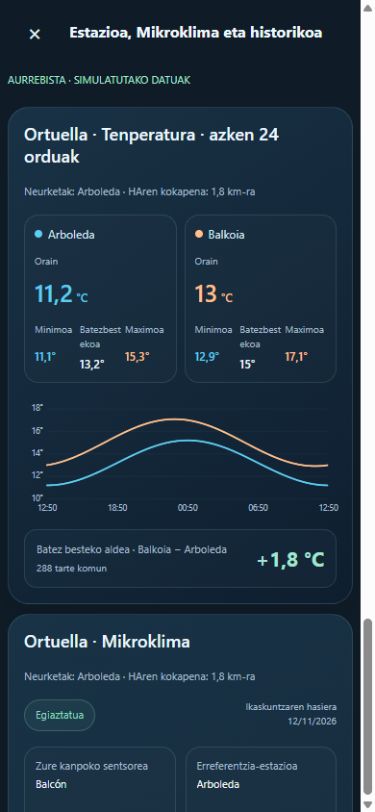 ✕ Estazioa, Mikroklima eta historikoa
AURREBISTA · SIMULATUTAKO DATUAK
Ortuella · Tenperatura · azken 24
orduak
Neurketak: Arboleda · HAren kokapena: 1,8 km-ra
Arboleda
Orain
11,2 °C
Minimoa
11,1°
Batezbest
ekoa
13,2°
Maximoa
15,3°
Balkoia
Orain
13 °C
Minimoa
12,9°
Batezbest
ekoa
15°
Maximoa
17,1°
18°
16°
14°
12°
10°
12:50 18:50 00:50 06:50 12:50
Batez besteko aldea · Balkoia − Arboleda
288 tarte komun
+1,8 °C
Ortuella · Mikroklima
Neurketak: Arboleda · HAren kokapena: 1,8 km-ra
Egiaztatua
Ikaskuntzaren hasiera
12/11/2026
Zure kanpoko sentsorea
Balcón
Erreferentzia-estazioa
Arboleda